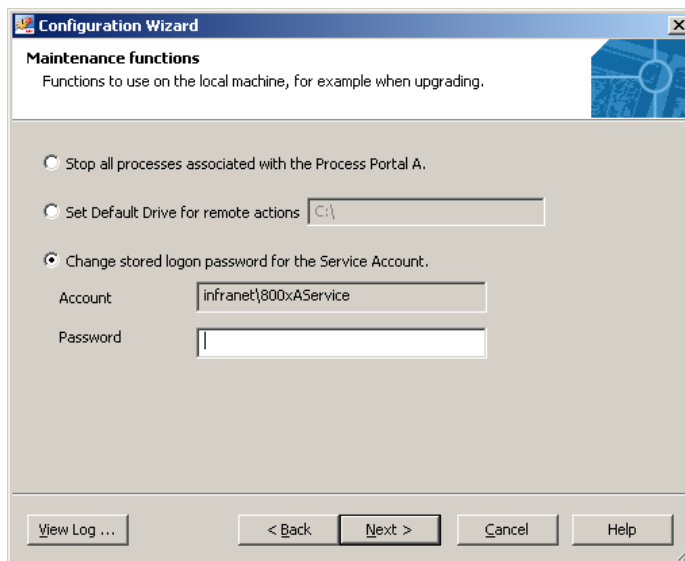 Configuration Wizard
Maintenance functions
Functions to use on the local machine, for example when upgrading.
Stop all processes associated with the Process Portal A.
Set Default Drive for remote actions C:\
Change stored logon password for the Service Account.
Account infranet\800xAService
Password
View Log ... < Back Next > Cancel Help